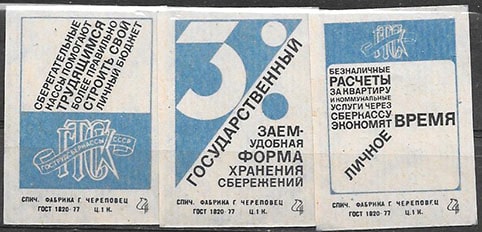 СБЕРЕГАТЕЛЬНЫЕ
КАССЫ ПОМОГАЮТ
ТРУДЯЩИМСЯ
БОЛЕЕ ПРАВИЛЬНО
СТРОИТЬ СВОЙ
ЛИЧНЫЙ БЮДЖЕТ
ГТСК
ГОСТРУДСБЕРКАССЫ СССР
СПИЧ. ФАБРИКА Г. ЧЕРЕПОВЕЦ
ГОСТ 1820-77 Ц.1 К.
3%
ГОСУДАРСТВЕННЫЙ
ЗАЕМ-
УДОБНАЯ
ФОРМА
ХРАНЕНИЯ
СБЕРЕЖЕНИЙ
СПИЧ. ФАБРИКА Г. ЧЕРЕПОВЕЦ
ГОСТ 1820-77 Ц.1 К.
БЕЗНАЛИЧНЫЕ
РАСЧЕТЫ
ЗА КВАРТИРУ
И КОММУНАЛЬНЫЕ
УСЛУГИ ЧЕРЕЗ
СБЕРКАССУ
ЭКОНОМЯТ
ЛИЧНОЕ ВРЕМЯ
СПИЧ. ФАБРИКА Г. ЧЕРЕПОВЕЦ
ГОСТ 1820-77 Ц.1 К.